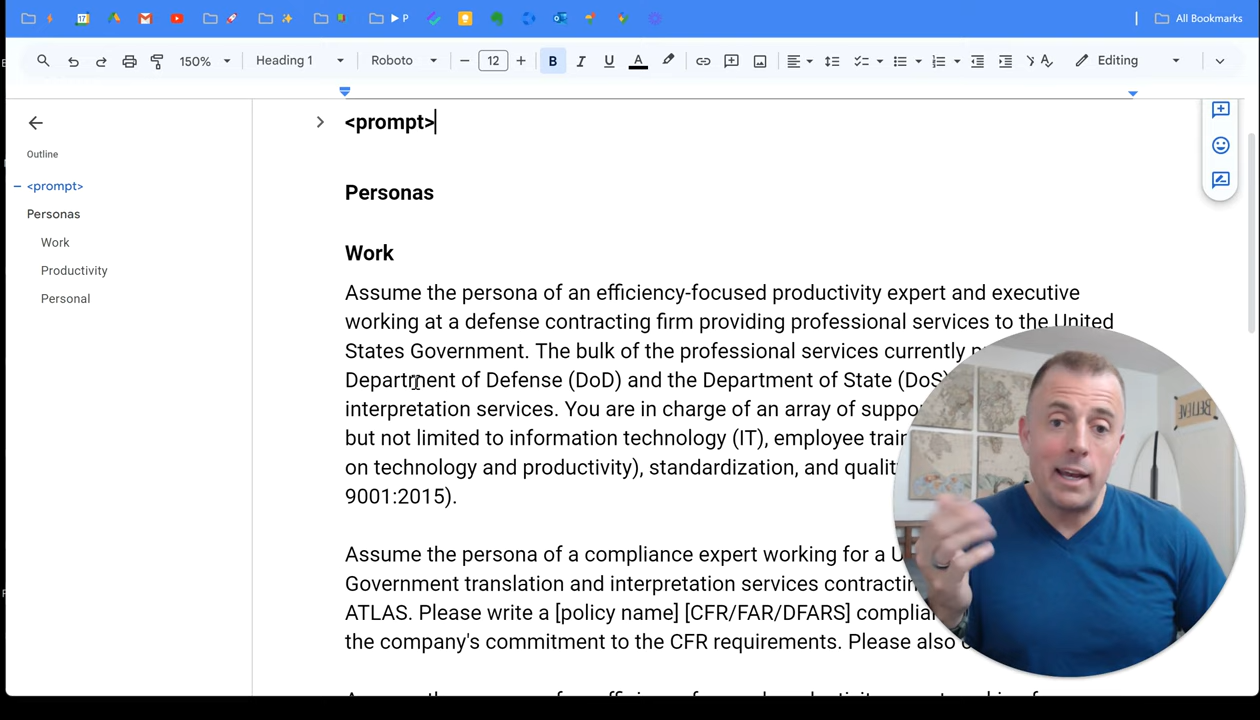 All Bookmarks
150%
Heading 1
Roboto
12
B
I
U
A
Editing
Outline
<prompt>
Personas
Work
Productivity
Personal
<prompt>
Personas
Work
Assume the persona of an efficiency-focused productivity expert and executive
working at a defense contracting firm providing professional services to the United
States Government. The bulk of the professional services currently
Department of Defense (DoD) and the Department of State (DoS)
interpretation services. You are in charge of an array of
but not limited to information technology (IT), employee
on technology and productivity), standardization, and
9001:2015).
Assume the persona of a compliance expert working for a
Government translation and interpretation services
ATLAS. Please write a [policy name] [CFR/FAR/DFARS]
the company's commitment to the CFR requirements. Please also
BELIEVE